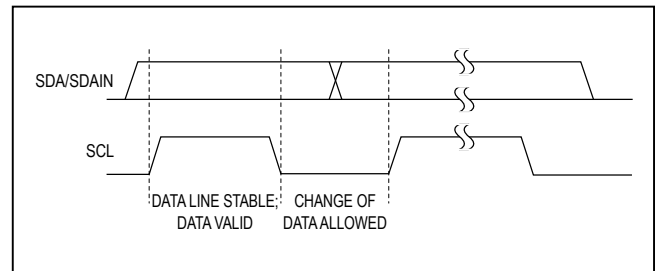 SDA/SDAIN
SCL
DATA LINE STABLE;
DATA VALID
CHANGE OF
DATA ALLOWED